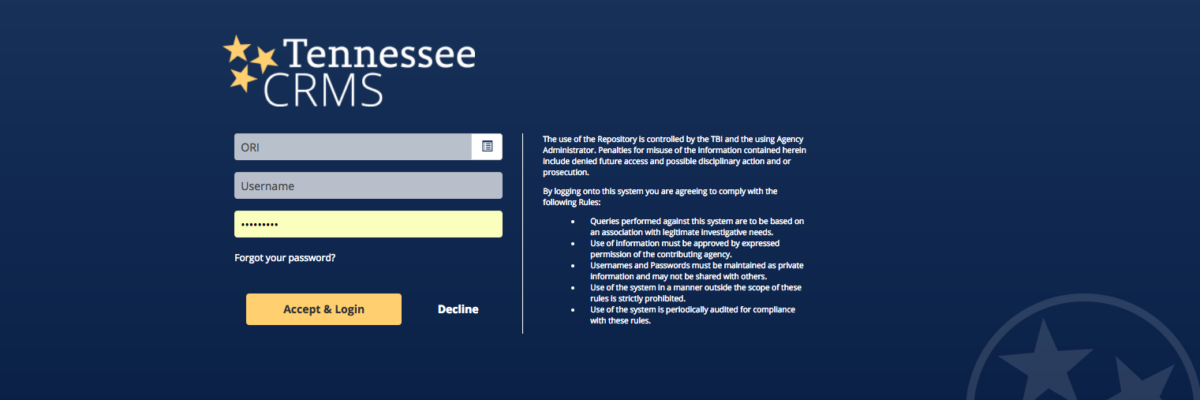 Tennessee
CRMS
ORI
Username
•••••••••
Forgot your password?
Accept & Login
Decline
The use of the Repository is controlled by the TBI and the using Agency
Administrator. Penalties for misuse of the information contained herein
include denied future access and possible disciplinary action and or
prosecution.
By logging onto this system you are agreeing to comply with the
following Rules:
• Queries performed against this system are to be based on
an association with legitimate investigative needs.
• Use of information must be approved by expressed
permission of the contributing agency.
• Usernames and Passwords must be maintained as private
information and may not be shared with others.
• Use of the system in a manner outside the scope of these
rules is strictly prohibited.
• Use of the system is periodically audited for compliance
with these rules.